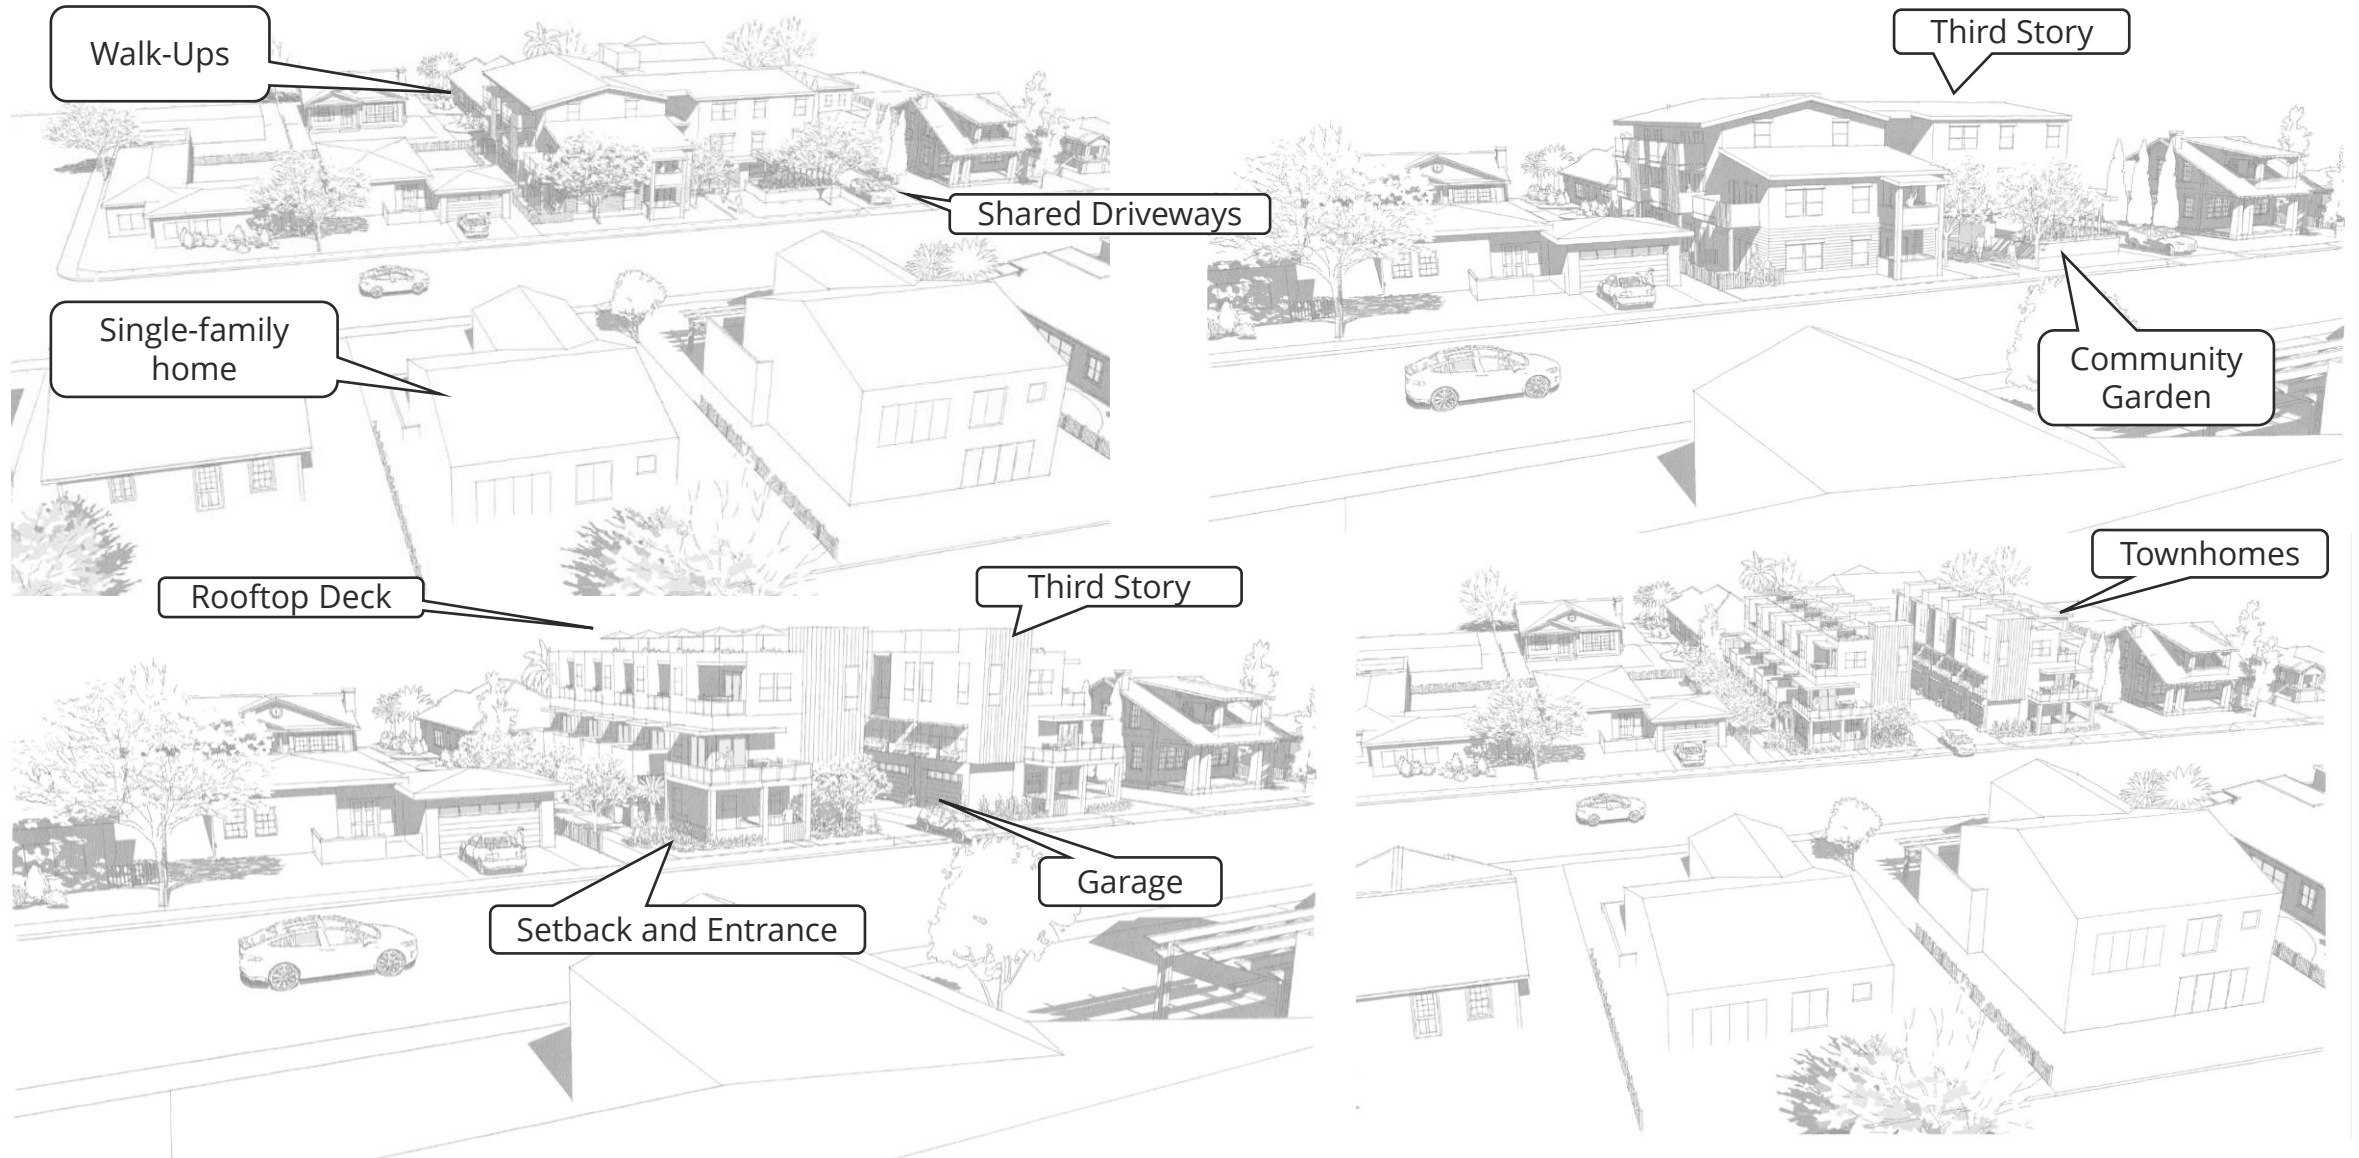 Walk-Ups
Third Story
Shared Driveways
Single-family
home
Community
Garden
Rooftop Deck
Third Story
Townhomes
Garage
Setback and Entrance